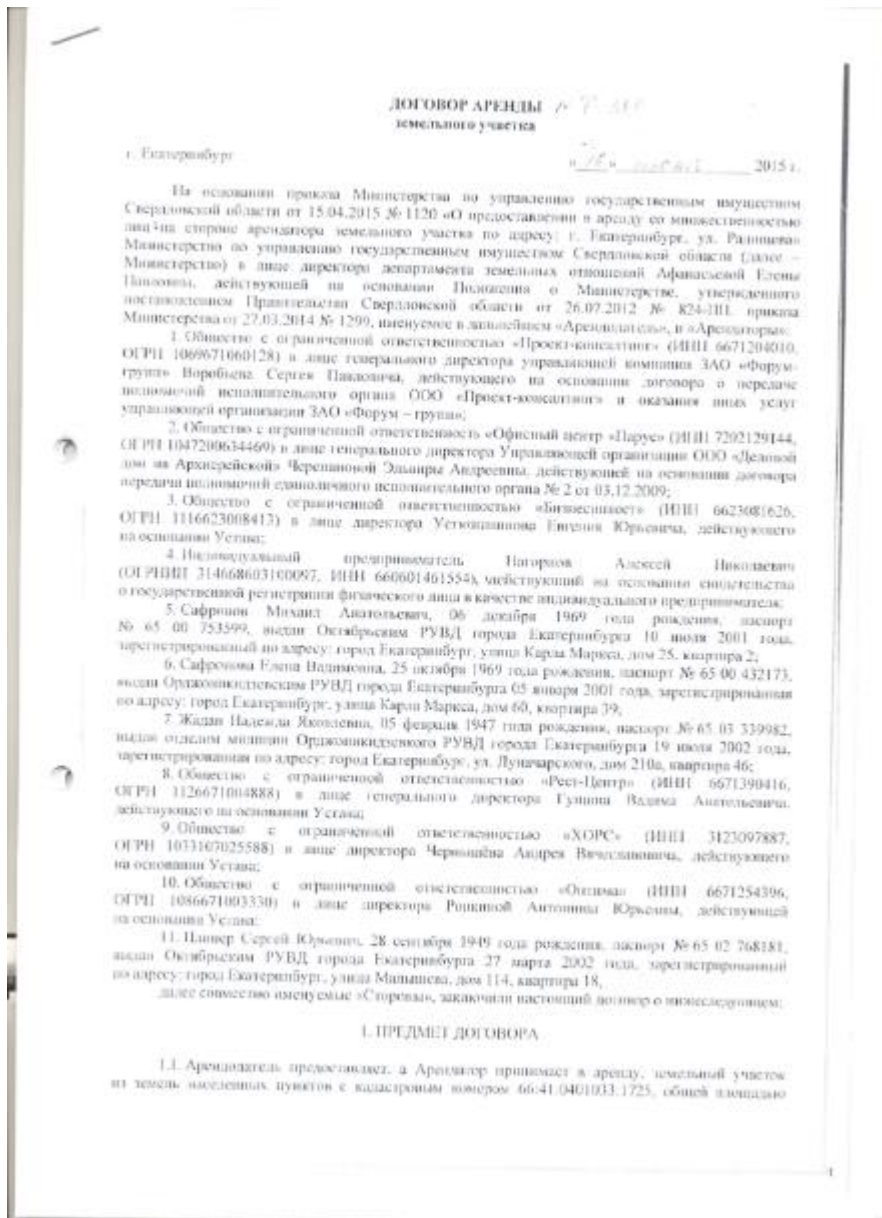 ДОГОВОР АРЕНДЫ
земельного участка
г. Екатеринбург
2015 г.
На основании приказа Министерства по управлению государственным имуществом
Свердловской области от 15.04.2015 № 1120 «О предоставлении в аренду со множественностью
лиц на стороне арендатора земельного участка по адресу: г. Екатеринбург, ул. Радищева»
Министерство по управлению государственным имуществом Свердловской области (далее –
Министерство) в лице директора департамента земельных отношений Афанасьевой Елены
Павловны, действующей на основании Положения о Министерстве, утвержденного
постановлением Правительства Свердловской области от 26.07.2012 № 824-ПП, приказа
Министерства от 27.03.2014 № 1299, именуемое в дальнейшем «Арендодатель», и «Арендаторы»:
1. Общество с ограниченной ответственностью «Проект-консалтинг» (ИНН 6671204010,
ОГРН 1069671060128) в лице генерального директора управляющей компании ЗАО «Форум-
группа» Воробьева Сергея Павловича, действующего на основании договора о передаче
полномочий исполнительного органа ООО «Проект-консалтинг» и оказания иных услуг
управляющей организации ЗАО «Форум – группа»;
2. Общество с ограниченной ответственность «Офисный центр «Парус» (ИНН 7202129144,
ОГРН 1047200634469) в лице генерального директора Управляющей организации ООО «Деловой
дом на Архиерейской» Черепановой Эльвиры Андреевны, действующей на основании договора
передачи полномочий единоличного исполнительного органа № 2 от 03.12.2009;
3. Общество с ограниченной ответственностью «Бизнесинвест» (ИНН 6623081626,
ОГРН 1116623008413) в лице директора Устюжанинова Евгения Юрьевича, действующего
на основании Устава;
4. Индивидуальный предприниматель Нагорнов Алексей Николаевич
(ОГРНИП 314668603100097, ИНН 660601461554), действующий на основании свидетельства
о государственной регистрации физического лица в качестве индивидуального предпринимателя;
5. Сафронов Михаил Анатольевич, 06 декабря 1969 года рождения, паспорт
№ 65 00 753599, выдан Октябрьским РУВД города Екатеринбурга 10 июля 2001 года,
зарегистрированный по адресу: город Екатеринбург, улица Карла Маркса, дом 25, квартира 2;
6. Сафронова Елена Вадимовна, 25 октября 1969 года рождения, паспорт № 65 00 432173,
выдан Орджоникидзевским РУВД города Екатеринбурга 05 января 2001 года, зарегистрированная
по адресу: город Екатеринбург, улица Карла Маркса, дом 60, квартира 39;
7. Жадан Надежда Яковлевна, 05 февраля 1947 года рождения, паспорт № 65 03 339982,
выдан отделом милиции Орджоникидзевкого РУВД города Екатеринбурга 19 июля 2002 года,
зарегистрированная по адресу: город Екатеринбург, ул. Луначарского, дом 210а, квартира 46;
8. Общество с ограниченной ответственностью «Рест-Центр» (ИНН 6671390416,
ОГРН 1126671004888) в лице генерального директора Гущина Вадима Анатольевича,
действующего на основании Устава;
9. Общество с ограниченной ответственностью «ХОРС» (ИНН 3123097887,
ОГРН 1033107025588) в лице директора Чернышёва Андрея Вячеславовича, действующего
на основании Устава;
10. Общество с ограниченной ответственностью «Оптима» (ИНН 6671254396,
ОГРН 1086671003330) в лице директора Рощиной Антонины Юрьевны, действующей
на основании Устава;
11. Сергей Юрьевич, 28 сентября 1949 года рождения, паспорт № 65 02 768181,
выдан Октябрьским РУВД города Екатеринбурга 27 марта 2002 года, зарегистрированный
по адресу: город Екатеринбург, улица Малышева, дом 114, квартира 18,
далее совместно именуемые «Стороны», заключили настоящий договор о нижеследующем:
1. ПРЕДМЕТ ДОГОВОРА
1.1. Арендодатель предоставляет, а Арендатор принимает в аренду, земельный участок
из земель населенных пунктов с кадастровым номером 66:41:0401033:1725, общей площадью
1